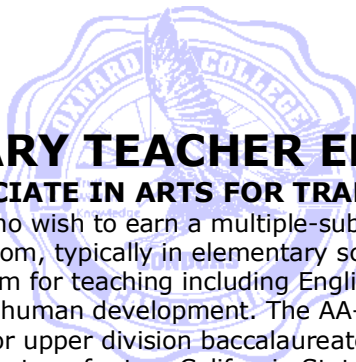 OXNARD COLLEGE
ARY TEACHER E
CIATE IN ARTS FOR TRA
ho wish to earn a multiple-sub
om, typically in elementary sc
Knowledge
m for teaching including Engli
human development. The AA-
or upper division baccalaureat